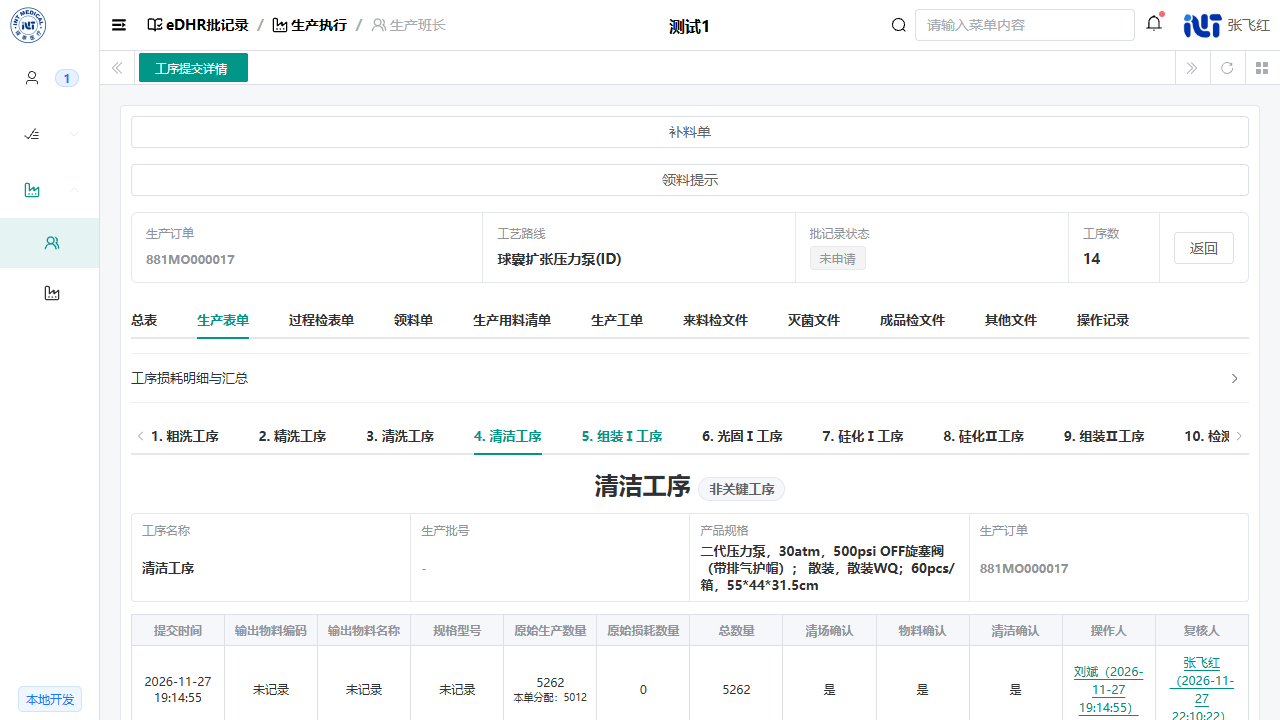 eDHR批记录 / 生产执行 / 生产班长
测试1
请输入菜单内容
张飞红
1
工序提交详情
补料单
领料提示
生产订单
881MO000017
工艺路线
球囊扩张压力泵(ID)
批记录状态
未申请
工序数
14
返回
总表 生产表单 过程检表单 领料单 生产用料清单 生产工单 来料检文件 灭菌文件 成品检文件 其他文件 操作记录
工序损耗明细与汇总
1. 粗洗工序 2. 精洗工序 3. 清洗工序 4. 清洁工序 5. 组装Ⅰ工序 6. 光固Ⅰ工序 7. 硅化Ⅰ工序 8. 硅化Ⅱ工序 9. 组装Ⅱ工序 10. 检测
清洁工序 非关键工序
工序名称
清洁工序
生产批号
-
产品规格
二代压力泵，30atm，500psi OFF旋塞阀
（带排气护帽）； 散装，散装WQ；60pcs/
箱，55*44*31.5cm
生产订单
881MO000017
提交时间 输出物料编码 输出物料名称 规格型号 原始生产数量 原始损耗数量 总数量 清场确认 物料确认 清洁确认 操作人 复核人
2026-11-27
19:14:55
未记录
未记录
未记录
5262
本单分配：5012
0
5262
是
是
是
刘斌（2026-
11-27
19:14:55）
张飞红
（2026-11-
27
22:10:22）
本地开发